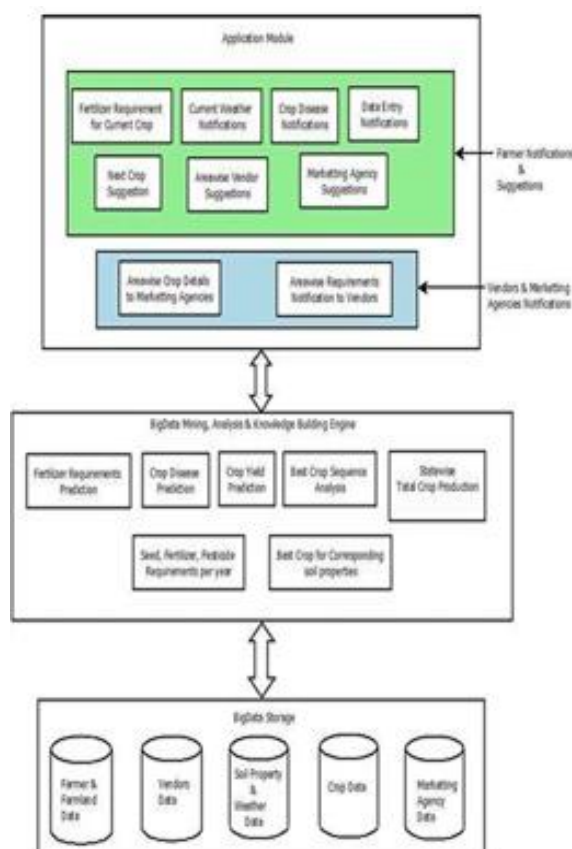 Application Module
Fertilizer Requirement
for Current Crop
Current Weather
Notifications
Crop Disease
Notifications
Data Entry
Notifications
Next Crop
Suggestion
Areawise Vendor
Suggestions
Marketting Agency
Suggestions
Farmer Notifications
&
Suggestions
Areawise Crop Details
to Marketting Agencies
Areawise Requirements
Notification to Vendors
Vendors & Marketting
Agencies Notifications
BigData Mining, Analysis & Knowledge Building Engine
Fertilizer Requirements
Prediction
Crop Disease
Prediction
Crop Yield
Prediction
Best Crop Sequence
Analysis
Statewise
Total Crop Production
Seed, Fertilizer, Pesticide
Requirements per year
Best Crop for Corresponding
soil properties
BigData Storage
Farmer &
Farmland
Data
Vendors
Data
Soil Property
&
Weather
Data
Crop Data
Marketting
Agency
Data